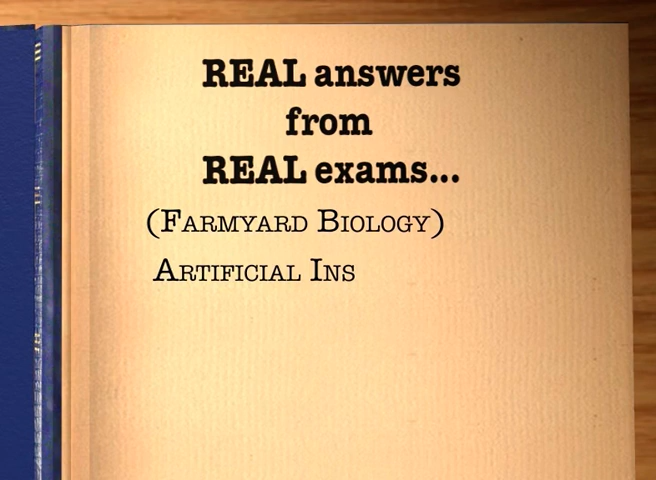 REAL answers
from
REAL exams...
(FARMYARD BIOLOGY)
ARTIFICIAL INS